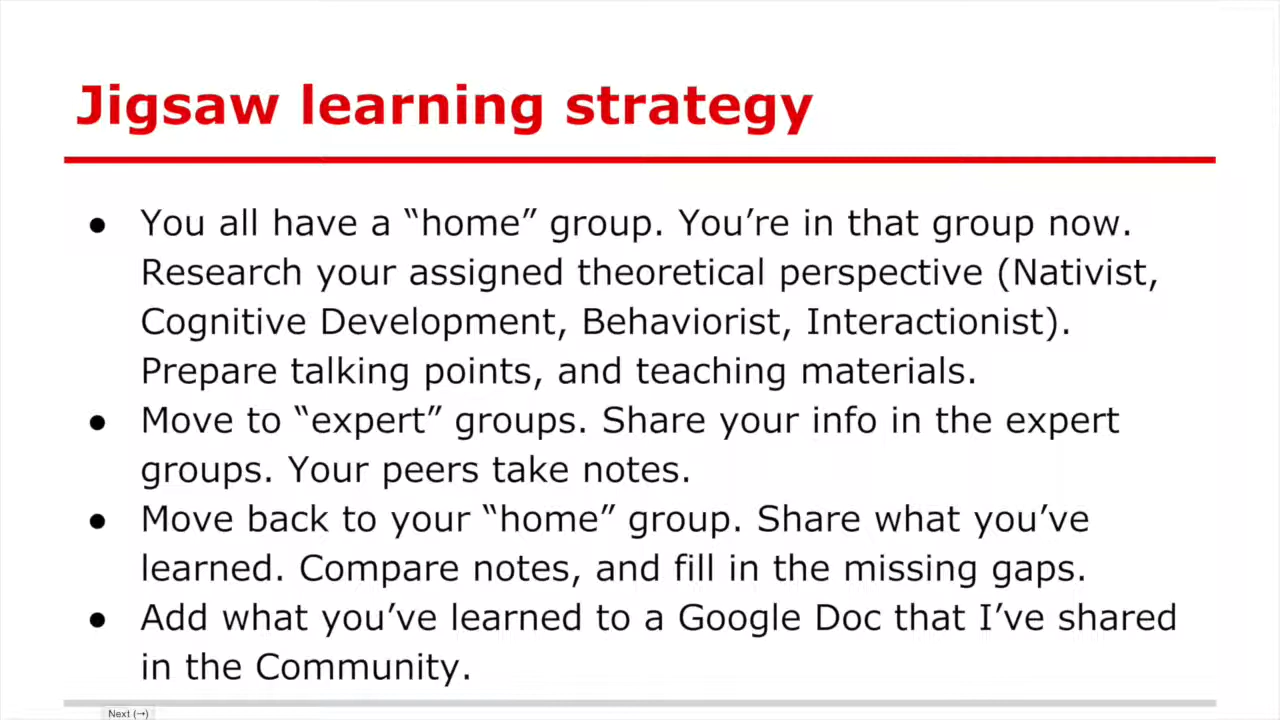 Jigsaw learning strategy
● You all have a “home” group. You’re in that group now.
Research your assigned theoretical perspective (Nativist,
Cognitive Development, Behaviorist, Interactionist).
Prepare talking points, and teaching materials.
● Move to “expert” groups. Share your info in the expert
groups. Your peers take notes.
● Move back to your “home” group. Share what you’ve
learned. Compare notes, and fill in the missing gaps.
● Add what you’ve learned to a Google Doc that I’ve shared
in the Community.
Next (→)